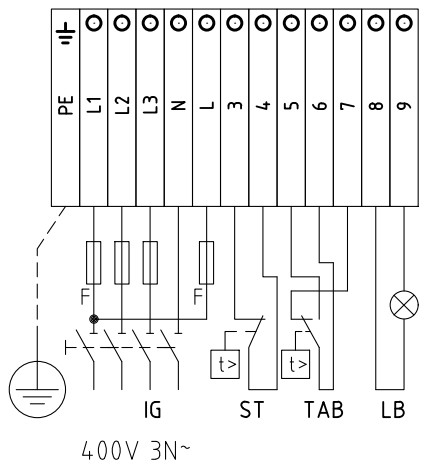 PE L1 L2 L3 N L 3 4 5 6 7 8 9
F F
t> t>
IG ST TAB LB
400V 3N~